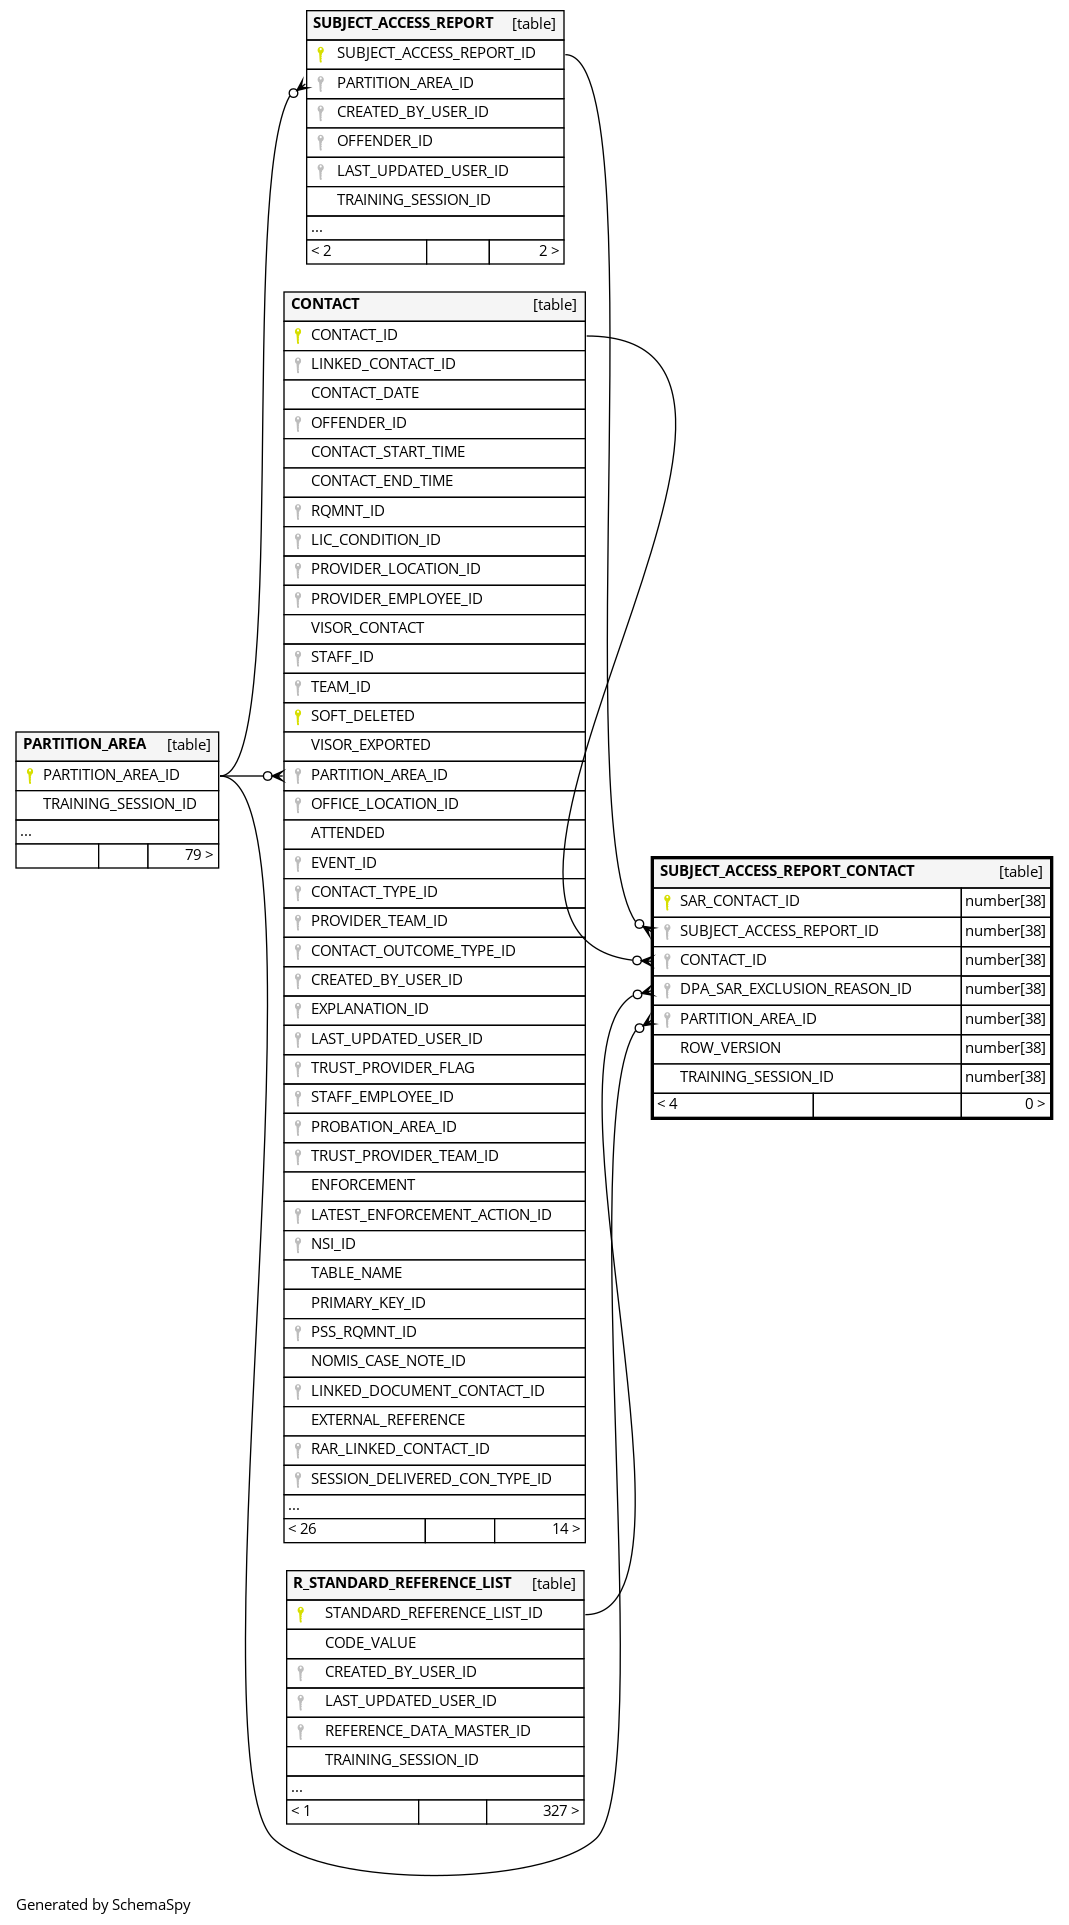 SUBJECT_ACCESS_REPORT [table]
SUBJECT_ACCESS_REPORT_ID
PARTITION_AREA_ID
CREATED_BY_USER_ID
OFFENDER_ID
LAST_UPDATED_USER_ID
TRAINING_SESSION_ID
...
< 2 2 >
CONTACT [table]
CONTACT_ID
LINKED_CONTACT_ID
CONTACT_DATE
OFFENDER_ID
CONTACT_START_TIME
CONTACT_END_TIME
RQMNT_ID
LIC_CONDITION_ID
PROVIDER_LOCATION_ID
PROVIDER_EMPLOYEE_ID
VISOR_CONTACT
STAFF_ID
TEAM_ID
SOFT_DELETED
VISOR_EXPORTED
PARTITION_AREA_ID
OFFICE_LOCATION_ID
ATTENDED
EVENT_ID
CONTACT_TYPE_ID
PROVIDER_TEAM_ID
CONTACT_OUTCOME_TYPE_ID
CREATED_BY_USER_ID
EXPLANATION_ID
LAST_UPDATED_USER_ID
TRUST_PROVIDER_FLAG
STAFF_EMPLOYEE_ID
PROBATION_AREA_ID
TRUST_PROVIDER_TEAM_ID
ENFORCEMENT
LATEST_ENFORCEMENT_ACTION_ID
NSI_ID
TABLE_NAME
PRIMARY_KEY_ID
PSS_RQMNT_ID
NOMIS_CASE_NOTE_ID
LINKED_DOCUMENT_CONTACT_ID
EXTERNAL_REFERENCE
RAR_LINKED_CONTACT_ID
SESSION_DELIVERED_CON_TYPE_ID
...
< 26 14 >
PARTITION_AREA [table]
PARTITION_AREA_ID
TRAINING_SESSION_ID
...
79 >
SUBJECT_ACCESS_REPORT_CONTACT [table]
SAR_CONTACT_ID number[38]
SUBJECT_ACCESS_REPORT_ID number[38]
CONTACT_ID number[38]
DPA_SAR_EXCLUSION_REASON_ID number[38]
PARTITION_AREA_ID number[38]
ROW_VERSION number[38]
TRAINING_SESSION_ID number[38]
< 4 0 >
R_STANDARD_REFERENCE_LIST [table]
STANDARD_REFERENCE_LIST_ID
CODE_VALUE
CREATED_BY_USER_ID
LAST_UPDATED_USER_ID
REFERENCE_DATA_MASTER_ID
TRAINING_SESSION_ID
...
< 1 327 >
Generated by SchemaSpy